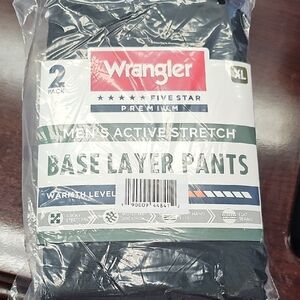 2
PACK
Wrangler
XL
FIVE STAR
PREMIUM
MEN'S ACTIVE STRETCH
BASE LAYER PANTS
WARMTH LEVEL